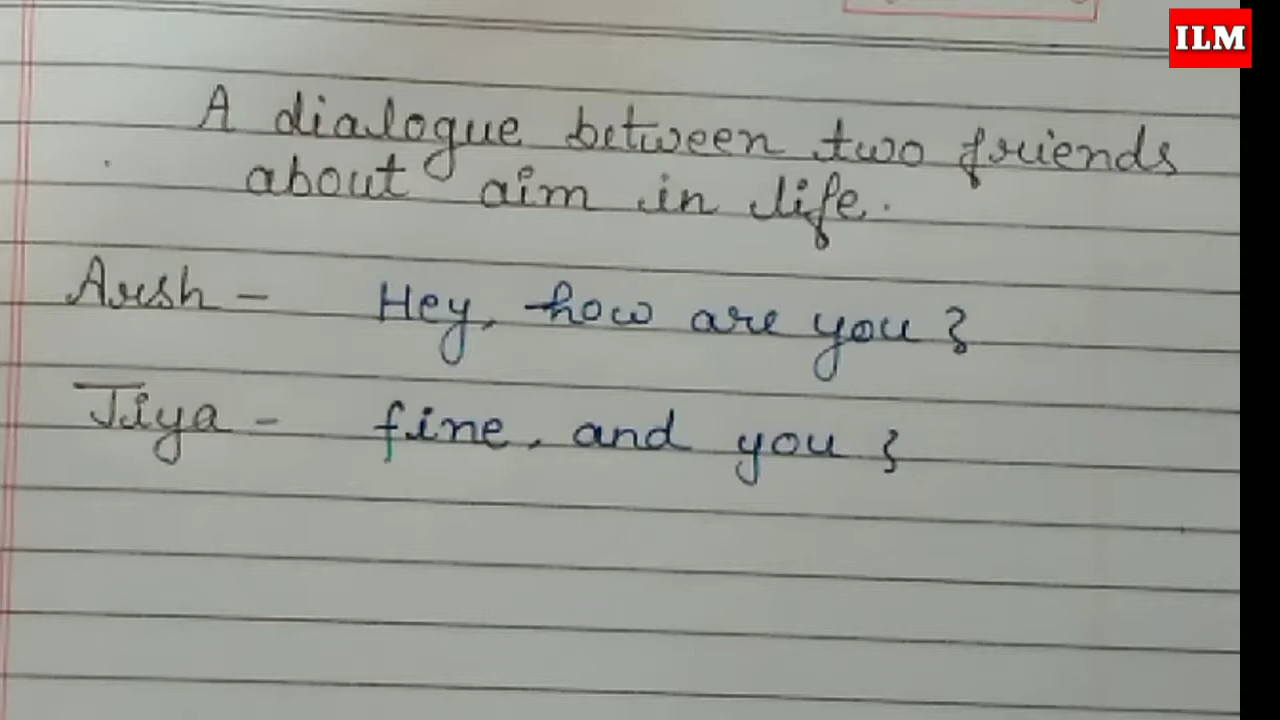 ILM
A dialogue between two friends
about aim in life.
Arsh - Hey, how are you?
Jiya - fine, and you?